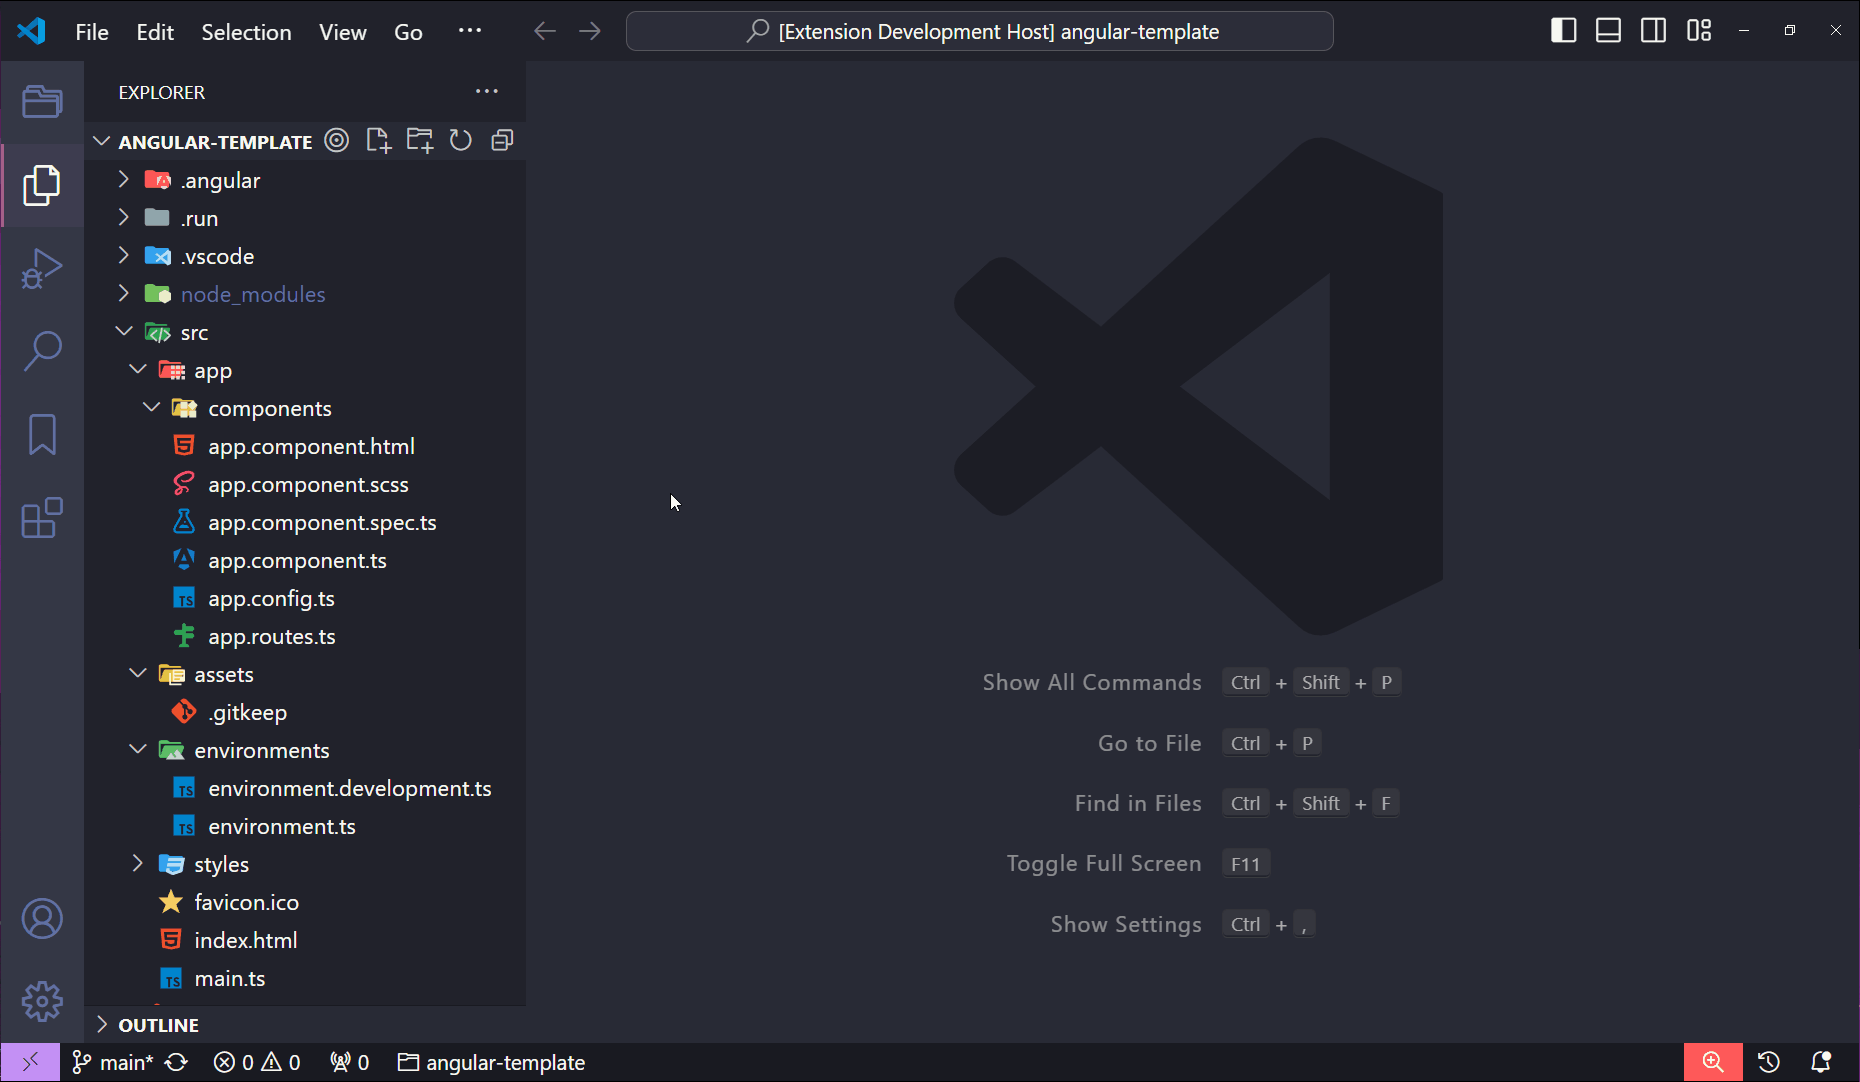 File Edit Selection View Go ··· [Extension Development Host] angular-template
EXPLORER
ANGULAR-TEMPLATE
.angular
.run
.vscode
node_modules
src
app
components
app.component.html
app.component.scss
app.component.spec.ts
app.component.ts
TS app.config.ts
app.routes.ts
assets
.gitkeep
environments
TS environment.development.ts
TS environment.ts
styles
favicon.ico
index.html
TS main.ts
OUTLINE
Show All Commands Ctrl + Shift + P
Go to File Ctrl + P
Find in Files Ctrl + Shift + F
Toggle Full Screen F11
Show Settings Ctrl + ,
main* 0 0 0 angular-template